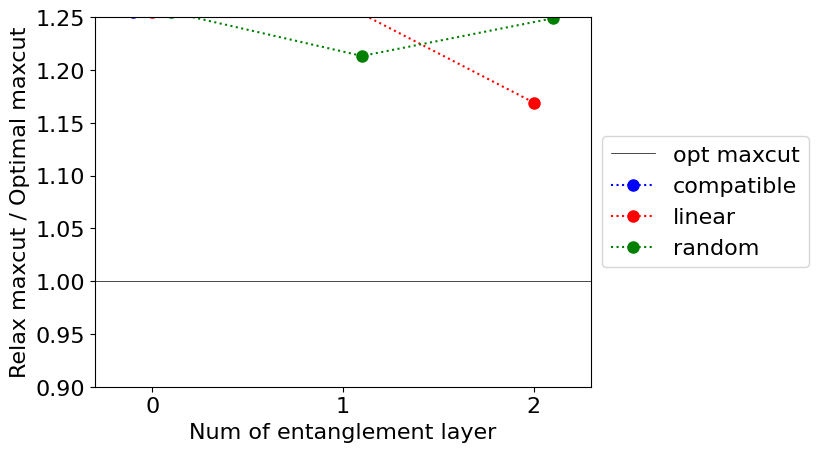 Relax maxcut / Optimal maxcut
1.25
1.20
1.15
1.10
1.05
1.00
0.95
0.90
0
1
2
Num of entanglement layer
opt maxcut
compatible
linear
random